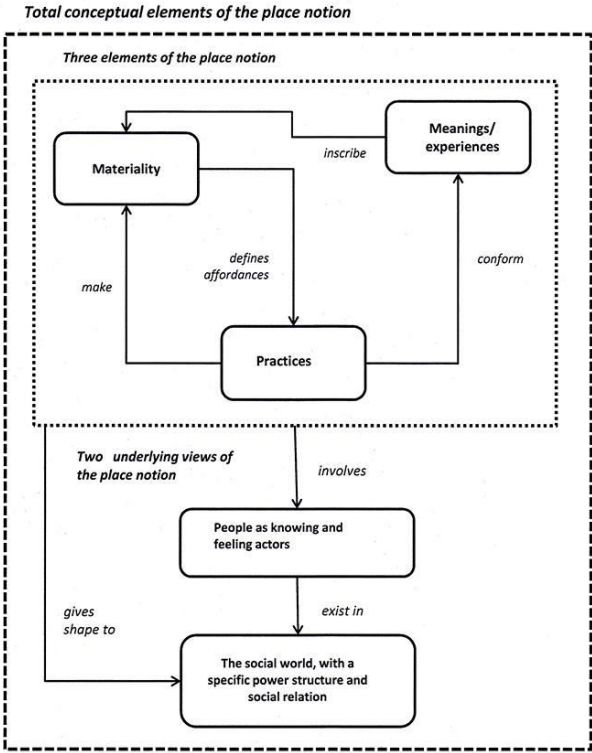 Total conceptual elements of the place notion
Three elements of the place notion
Meanings/
experiences
Materiality
inscribe
defines
affordances
conform
make
Practices
Two underlying views of
the place notion
involves
People as knowing and
feeling actors
gives
shape to
exist in
The social world, with a
specific power structure and
social relation